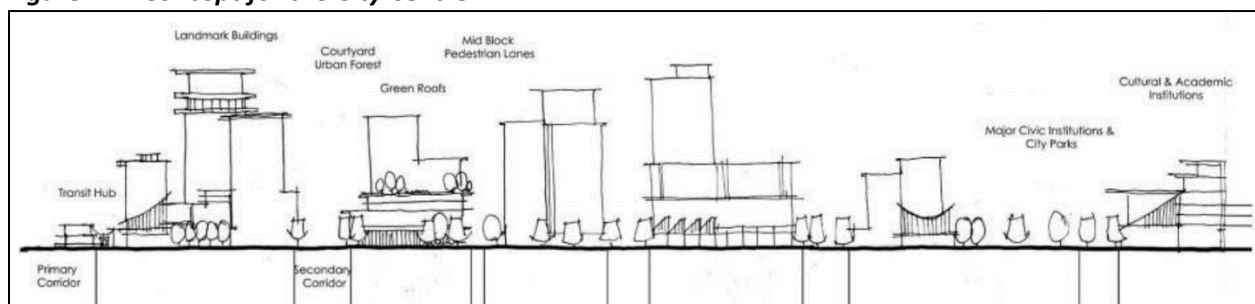 Landmark Buildings
Courtyard
Urban Forest
Mid Block
Pedestrian Lanes
Green Roofs
Cultural & Academic
Institutions
Major Civic Institutions &
City Parks
Transit Hub
Primary
Corridor
Secondary
Corridor